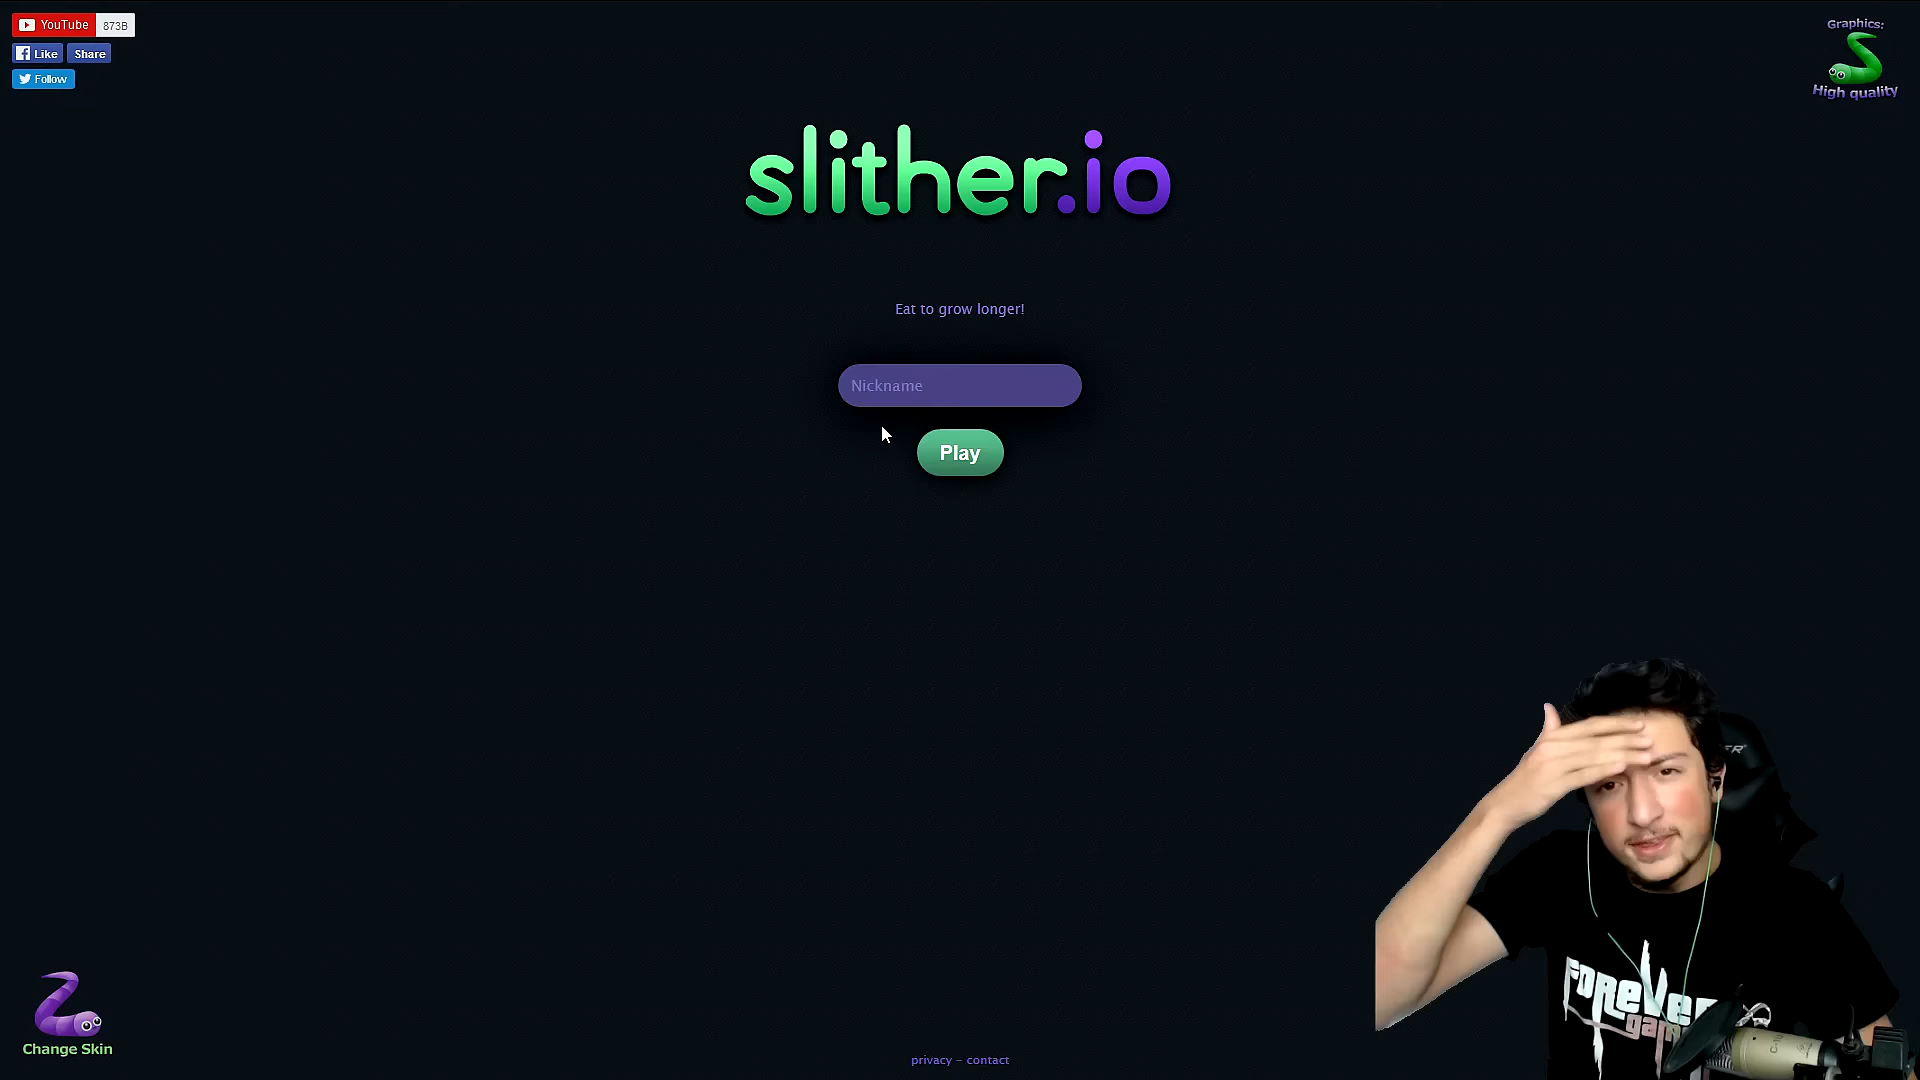 YouTube 873B
Like Share
Follow
Graphics:
High quality
slither.io
Eat to grow longer!
Nickname
Play
Forever
Change Skin
privacy - contact